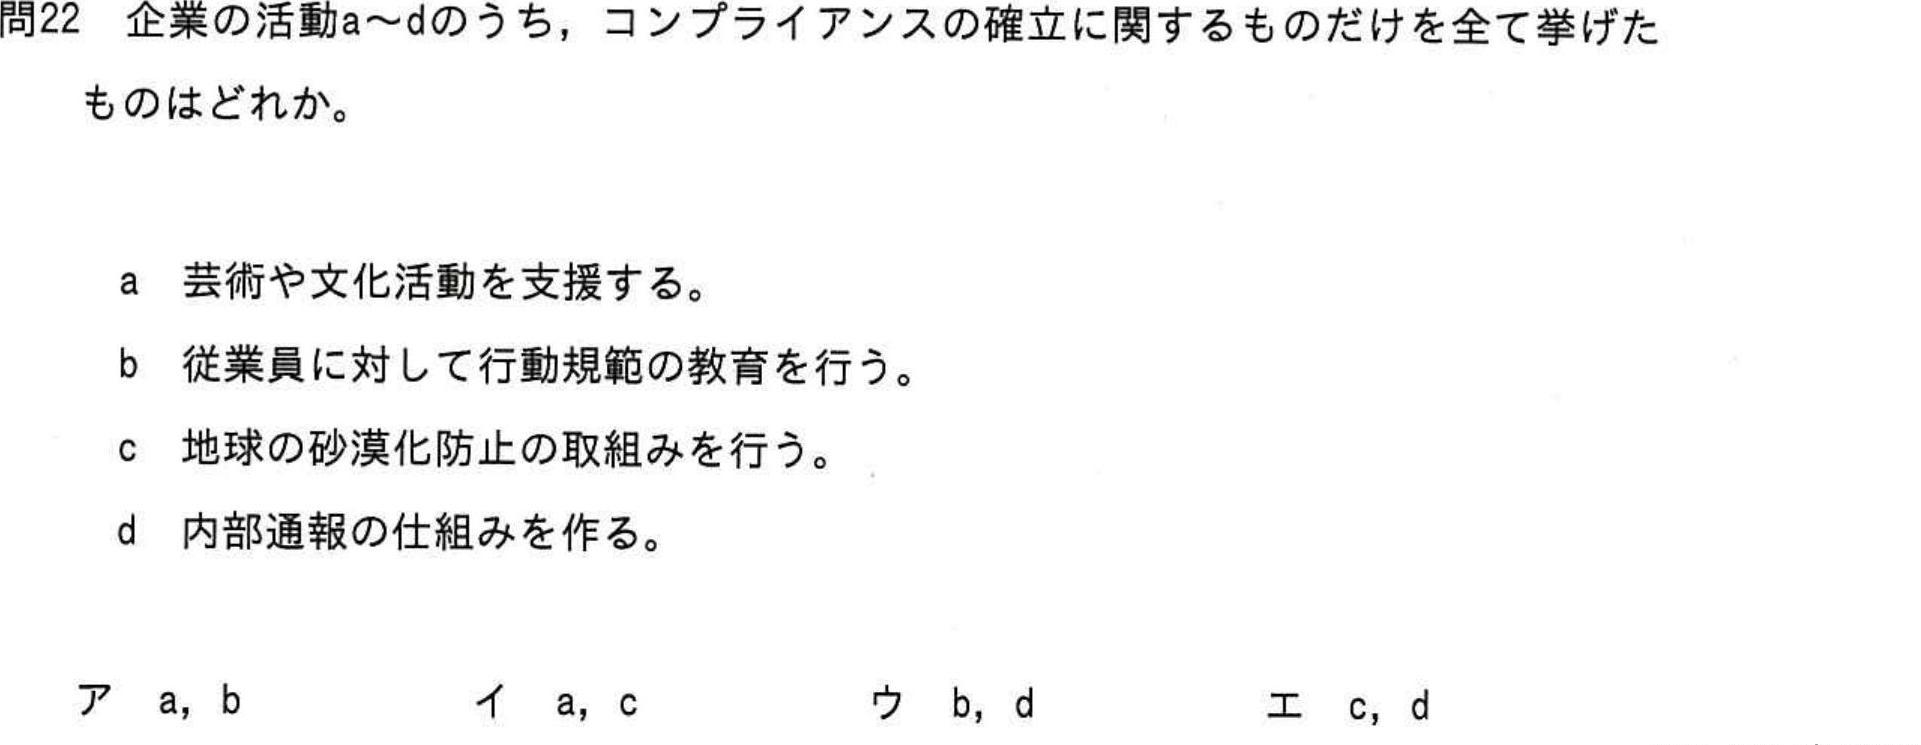 問22 企業の活動a~dのうち，コンプライアンスの確立に関するものだけを全て挙げた
ものはどれか。
a 芸術や文化活動を支援する。
b 従業員に対して行動規範の教育を行う。
c 地球の砂漠化防止の取組みを行う。
d 内部通報の仕組みを作る。
ア a，b イ a，c ウ b，d エ c，d